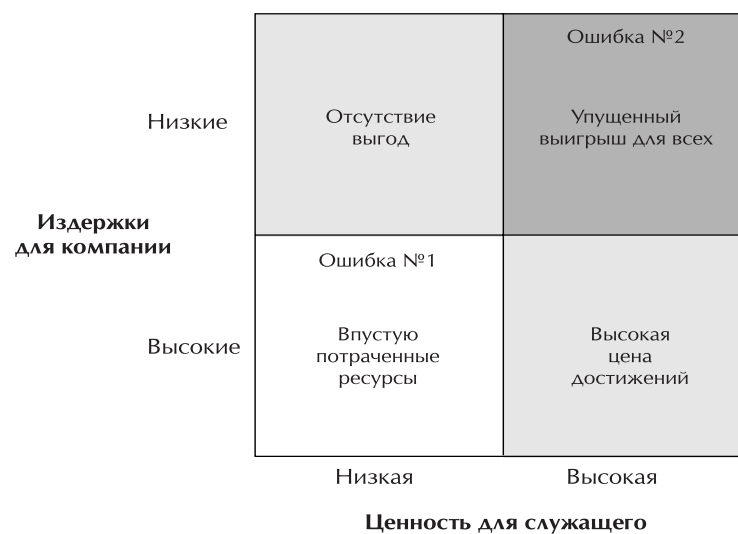 Ошибка №2
Низкие
Отсутствие
выгод
Упущенный
выигрыш для всех
Издержки
для компании
Ошибка №1
Высокие
Впустую
потраченные
ресурсы
Высокая
цена
достижений
Низкая
Высокая
Ценность для служащего